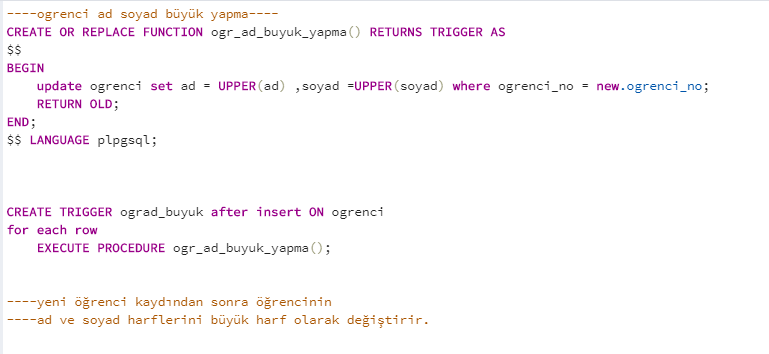 ----ogrenci ad soyad büyük yapma----
CREATE OR REPLACE FUNCTION ogr_ad_buyuk_yapma() RETURNS TRIGGER AS
$$
BEGIN
    update ogrenci set ad = UPPER(ad) ,soyad =UPPER(soyad) where ogrenci_no = new.ogrenci_no;
    RETURN OLD;
END;
$$ LANGUAGE plpgsql;
CREATE TRIGGER ograd_buyuk after insert ON ogrenci
for each row
    EXECUTE PROCEDURE ogr_ad_buyuk_yapma();
----yeni öğrenci kaydından sonra öğrencinin
----ad ve soyad harflerini büyük harf olarak değiştirir.